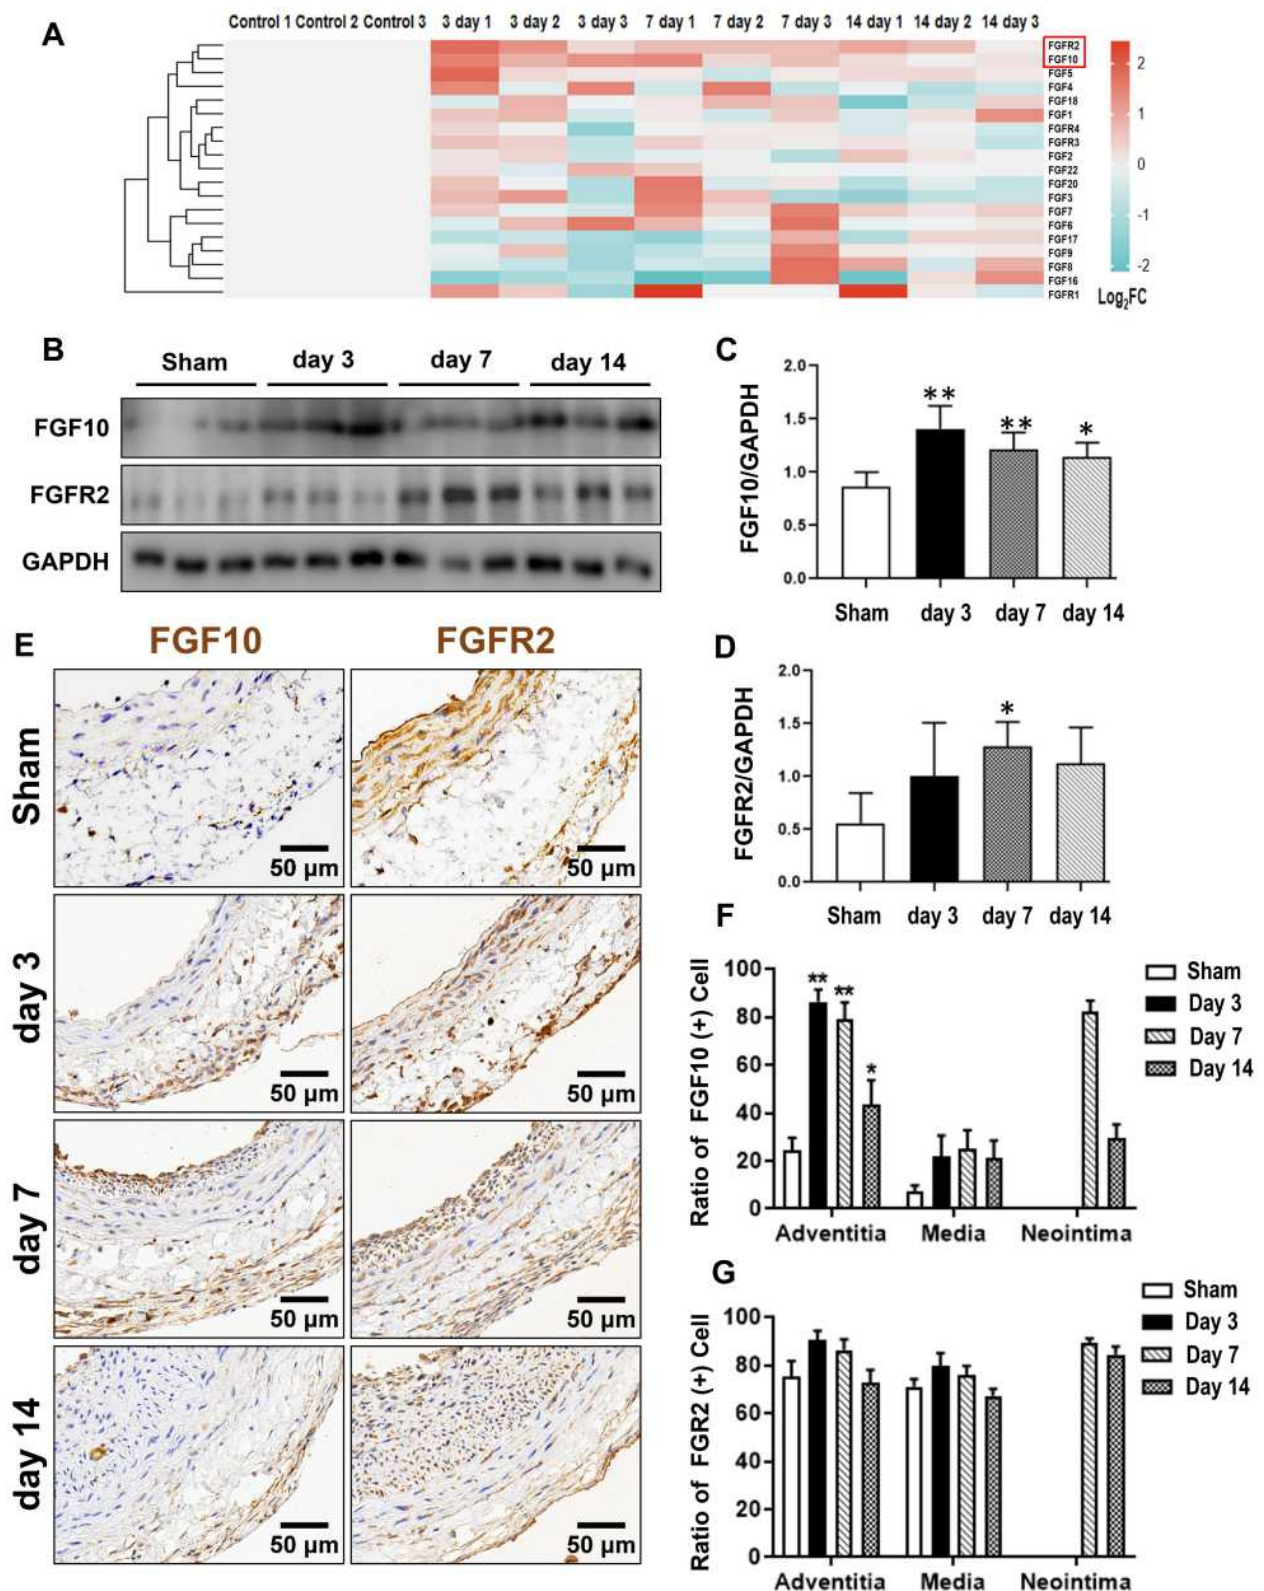 A
Control 1 Control 2 Control 3 3 day 1 3 day 2 3 day 3 7 day 1 7 day 2 7 day 3 14 day 1 14 day 2 14 day 3
FGFR2
FGF10
FGF5
FGF4
FGF18
FGF1
FGFR4
FGFR3
FGF2
FGF22
FGF20
FGF3
FGF7
FGF6
FGF17
FGF9
FGF8
FGF16
FGFR1
2
1
0
-1
-2
Log2FC
B
Sham day 3 day 7 day 14
FGF10
FGFR2
GAPDH
C
FGF10/GAPDH
2.0
1.5
1.0
0.5
0.0
** ** *
Sham day 3 day 7 day 14
D
FGFR2/GAPDH
2.0
1.5
1.0
0.5
0.0
*
Sham day 3 day 7 day 14
E
FGF10 FGFR2
Sham
50 µm 50 µm
day 3
50 µm 50 µm
day 7
50 µm 50 µm
day 14
50 µm 50 µm
F
Ratio of FGF10 (+) Cell
100
80
60
40
20
0
** ** *
Adventitia Media Neointima
Sham
Day 3
Day 7
Day 14
G
Ratio of FGR2 (+) Cell
100
80
60
40
20
0
Adventitia Media Neointima
Sham
Day 3
Day 7
Day 14